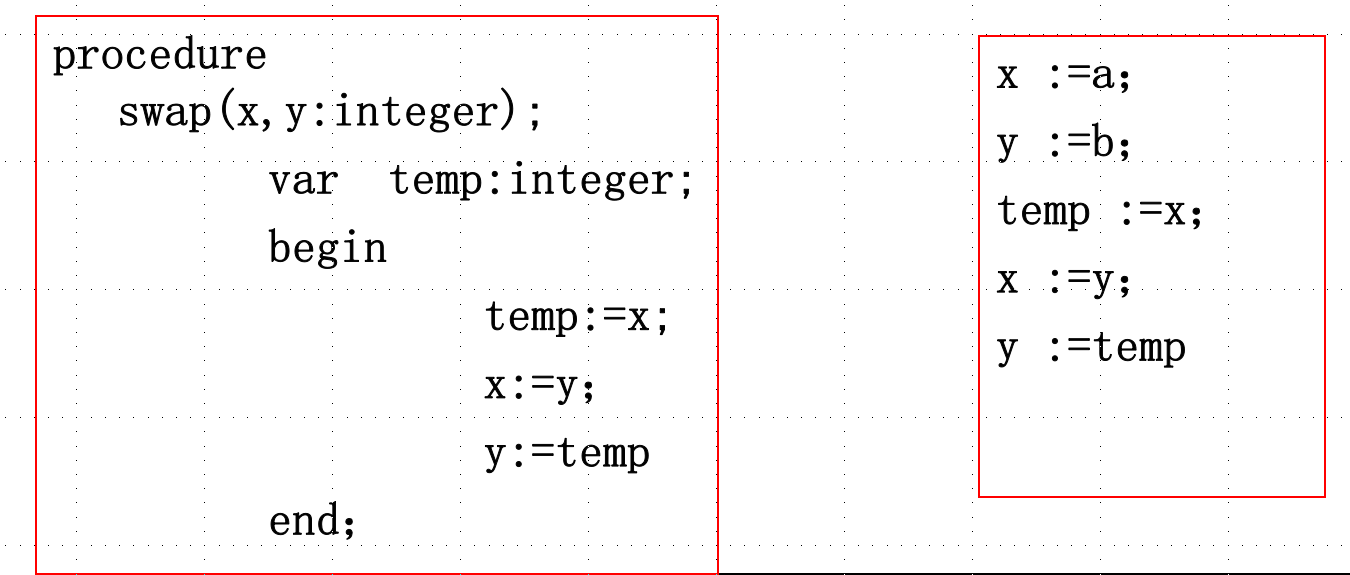 procedure
swap(x,y:integer);
var temp:integer;
begin
temp:=x;
x:=y；
y:=temp
end；
x :=a；
y :=b；
temp :=x；
x :=y；
y :=temp